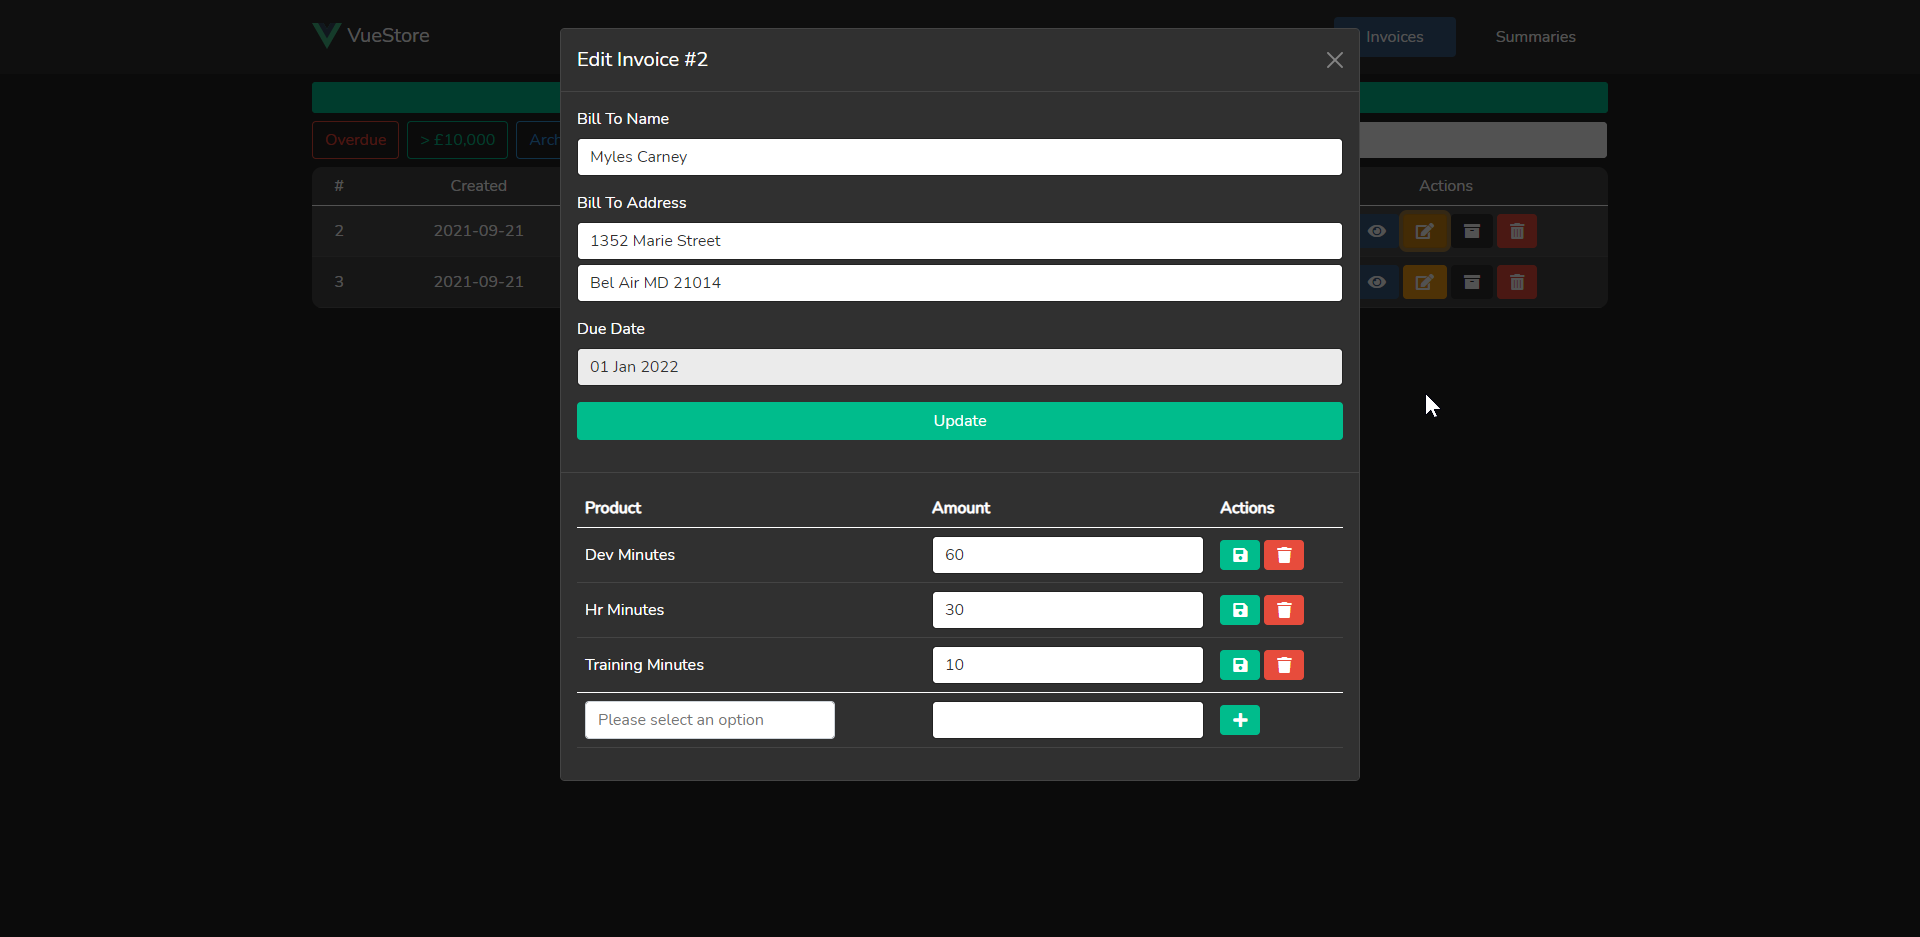 VueStore
Invoices
Summaries
Edit Invoice #2
Overdue
> £10,000
Arch
# Created Actions
2 2021-09-21
3 2021-09-21
Bill To Name
Myles Carney
Bill To Address
1352 Marie Street
Bel Air MD 21014
Due Date
01 Jan 2022
Update
Product Amount Actions
Dev Minutes 60
Hr Minutes 30
Training Minutes 10
Please select an option